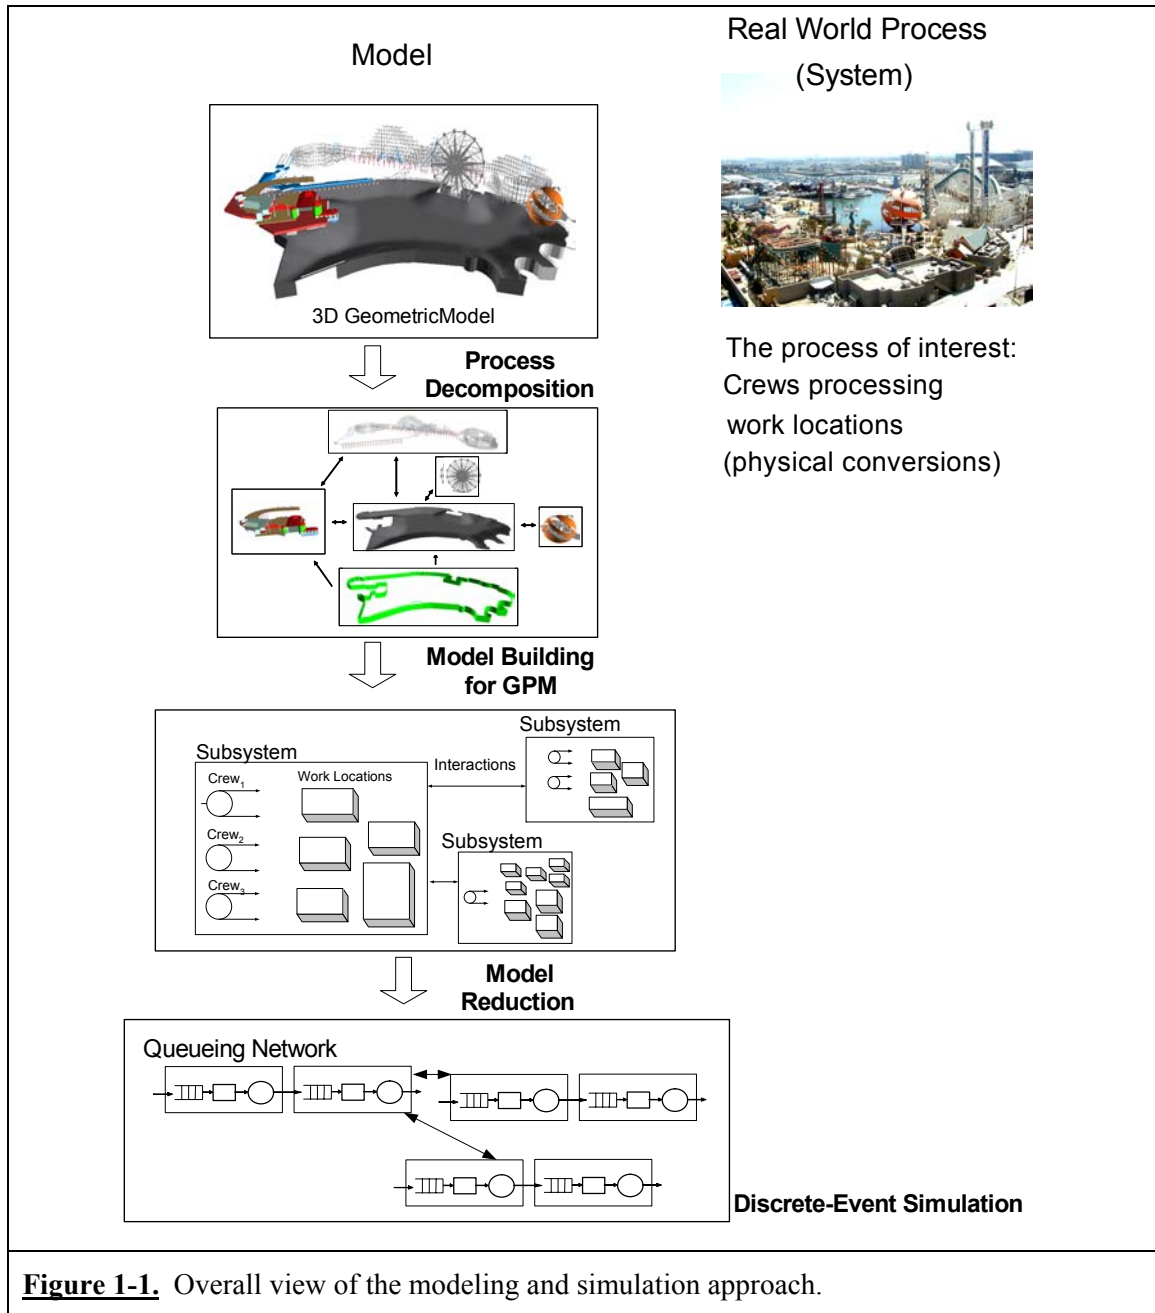 Model
Real World Process
(System)
3D GeometricModel
The process of interest:
Crews processing
work locations
(physical conversions)
Process
Decomposition
Model Building
for GPM
Subsystem
Subsystem
Interactions
Work Locations
Crew1
Crew2
Crew3
Subsystem
Model
Reduction
Queueing Network
Discrete-Event Simulation
Figure 1-1. Overall view of the modeling and simulation approach.